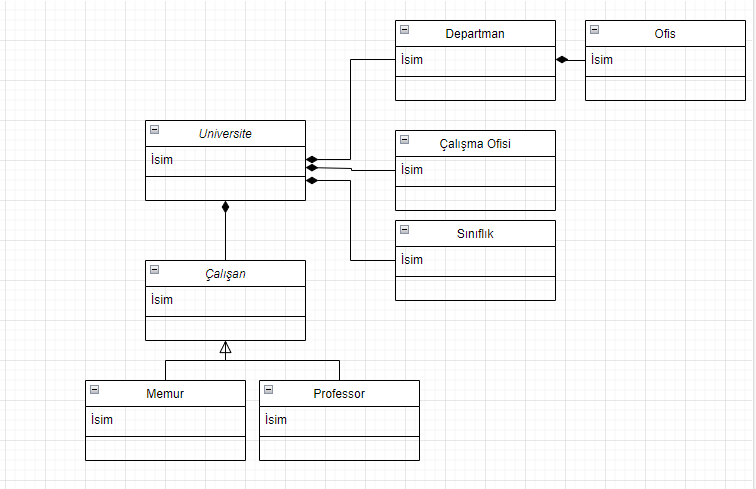 Departman
İsim
Ofis
İsim
Universite
İsim
Çalışma Ofisi
İsim
Sınıflık
İsim
Çalışan
İsim
Memur
İsim
Professor
İsim